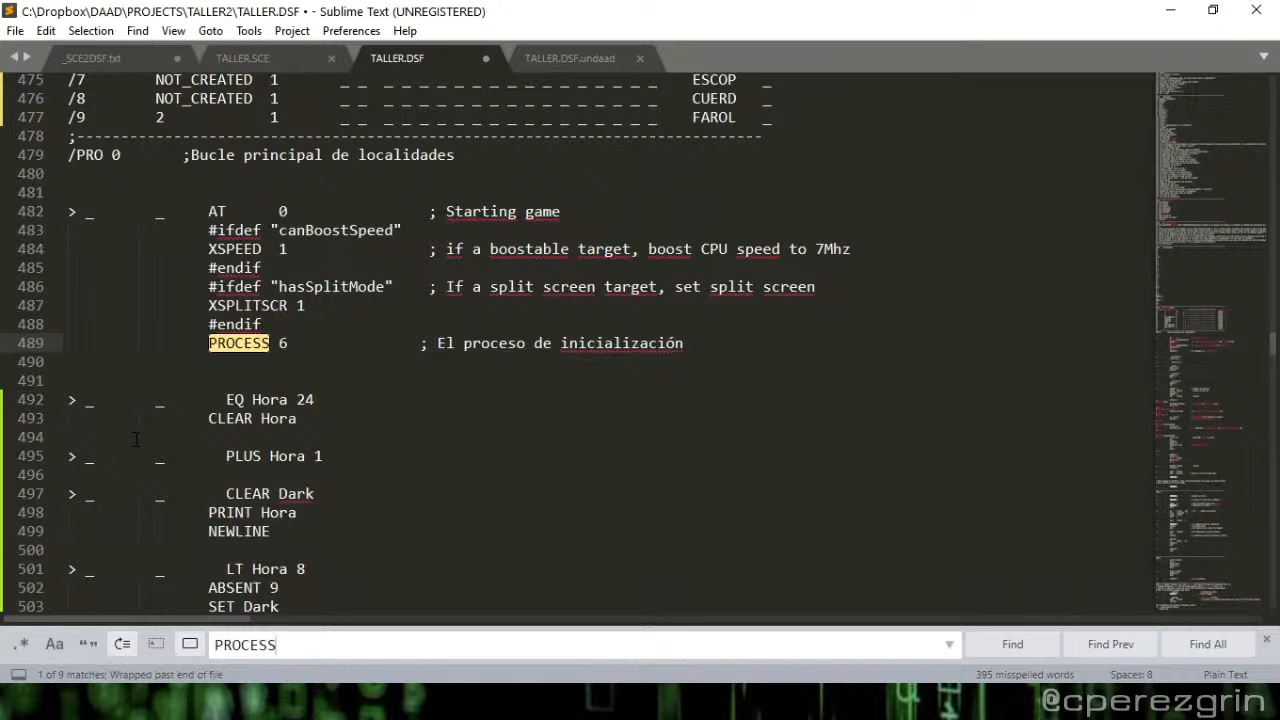 C:\Dropbox\DAAD\PROJECTS\TALLER2\TALLER.DSF • - Sublime Text (UNREGISTERED)
File Edit Selection Find View Goto Tools Project Preferences Help
_SCE2DSF.txt TALLER.SCE TALLER.DSF TALLER.DSF.undaad
475 /7 NOT_CREATED 1 _ _ _ _ _ _ _ _ _ _ _ _ _ _ _ _ _ _ ESCOP _
476 /8 NOT_CREATED 1 _ _ _ _ _ _ _ _ _ _ _ _ _ _ _ _ _ _ CUERD _
477 /9 2 1 _ _ _ _ _ _ _ _ _ _ _ _ _ _ _ _ _ _ FAROL _
478 ;------------------------------------------------------------------------------
479 /PRO 0 ;Bucle principal de localidades
480
481
482 > _ _ AT 0 ; Starting game
483 #ifdef "canBoostSpeed"
484 XSPEED 1 ; if a boostable target, boost CPU speed to 7Mhz
485 #endif
486 #ifdef "hasSplitMode" ; If a split screen target, set split screen
487 XSPLITSCR 1
488 #endif
489 PROCESS 6 ; El proceso de inicialización
490
491
492 > _ _ EQ Hora 24
493 CLEAR Hora
494
495 > _ _ PLUS Hora 1
496
497 > _ _ CLEAR Dark
498 PRINT Hora
499 NEWLINE
500
501 > _ _ LT Hora 8
502 ABSENT 9
503 SET Dark
.* Aa “” PROCESS Find Find Prev Find All
1 of 9 matches; Wrapped past end of file 395 misspelled words Spaces: 8 Plain Text
@cperezgrin